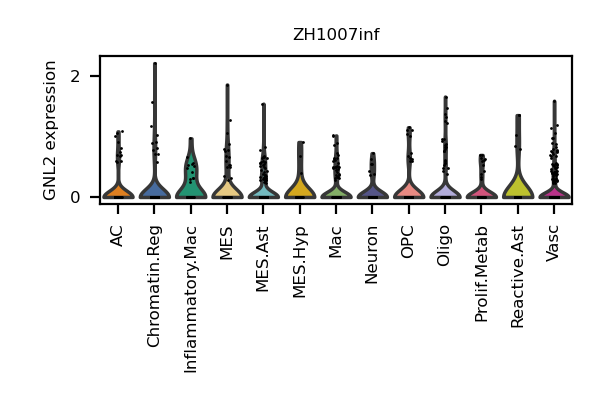 ZH1007inf
GNL2 expression
2
0
AC
Chromatin.Reg
Inflammatory.Mac
MES
MES.Ast
MES.Hyp
Mac
Neuron
OPC
Oligo
Prolif.Metab
Reactive.Ast
Vasc